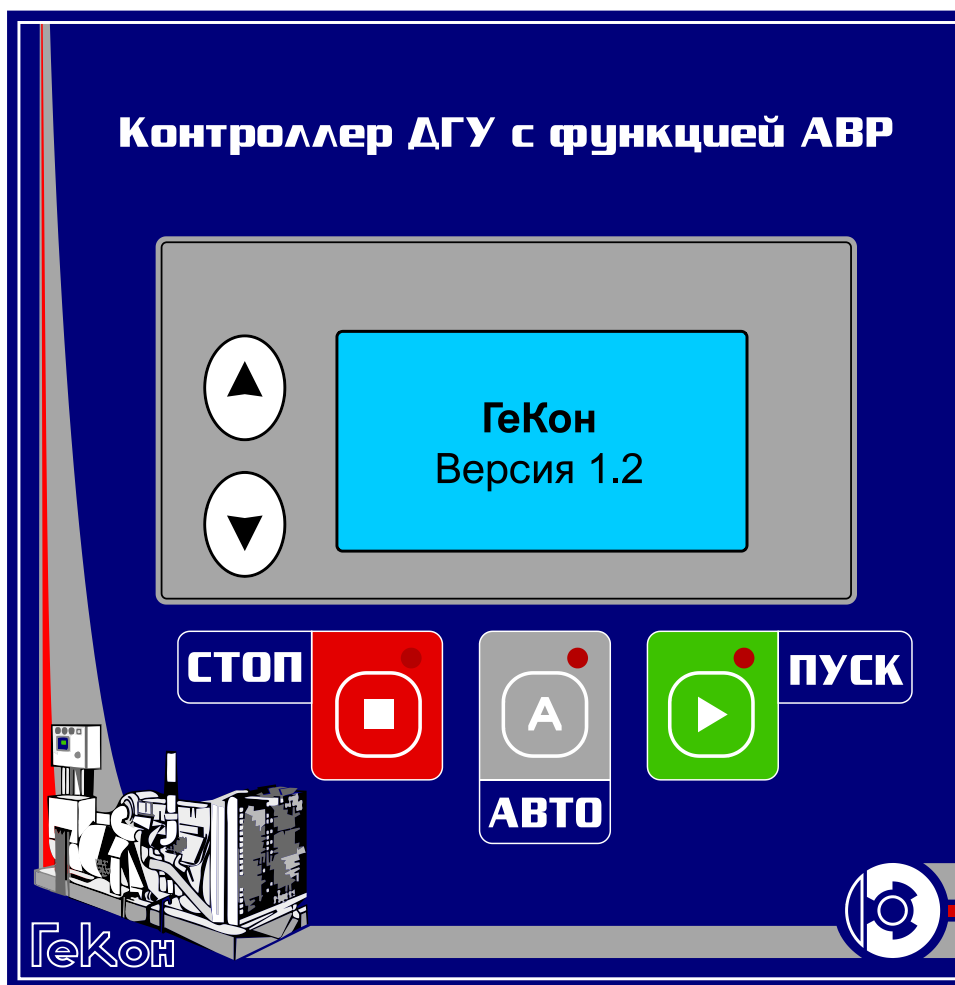 Контроллер ДГУ с функцией АВР
ГеКон
Версия 1.2
СТОП
А
ПУСК
АВТО
ГеКон